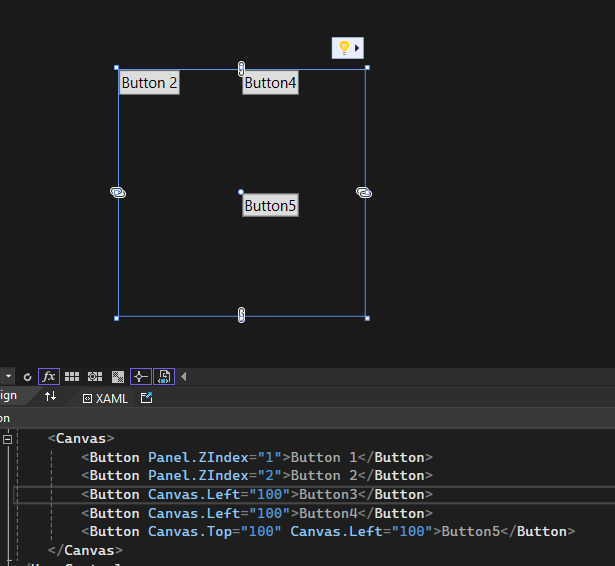 Button 2
Button4
Button5
fx
ign
XAML
on
<Canvas>
<Button Panel.ZIndex="1">Button 1</Button>
<Button Panel.ZIndex="2">Button 2</Button>
<Button Canvas.Left="100">Button3</Button>
<Button Canvas.Left="100">Button4</Button>
<Button Canvas.Top="100" Canvas.Left="100">Button5</Button>
</Canvas>